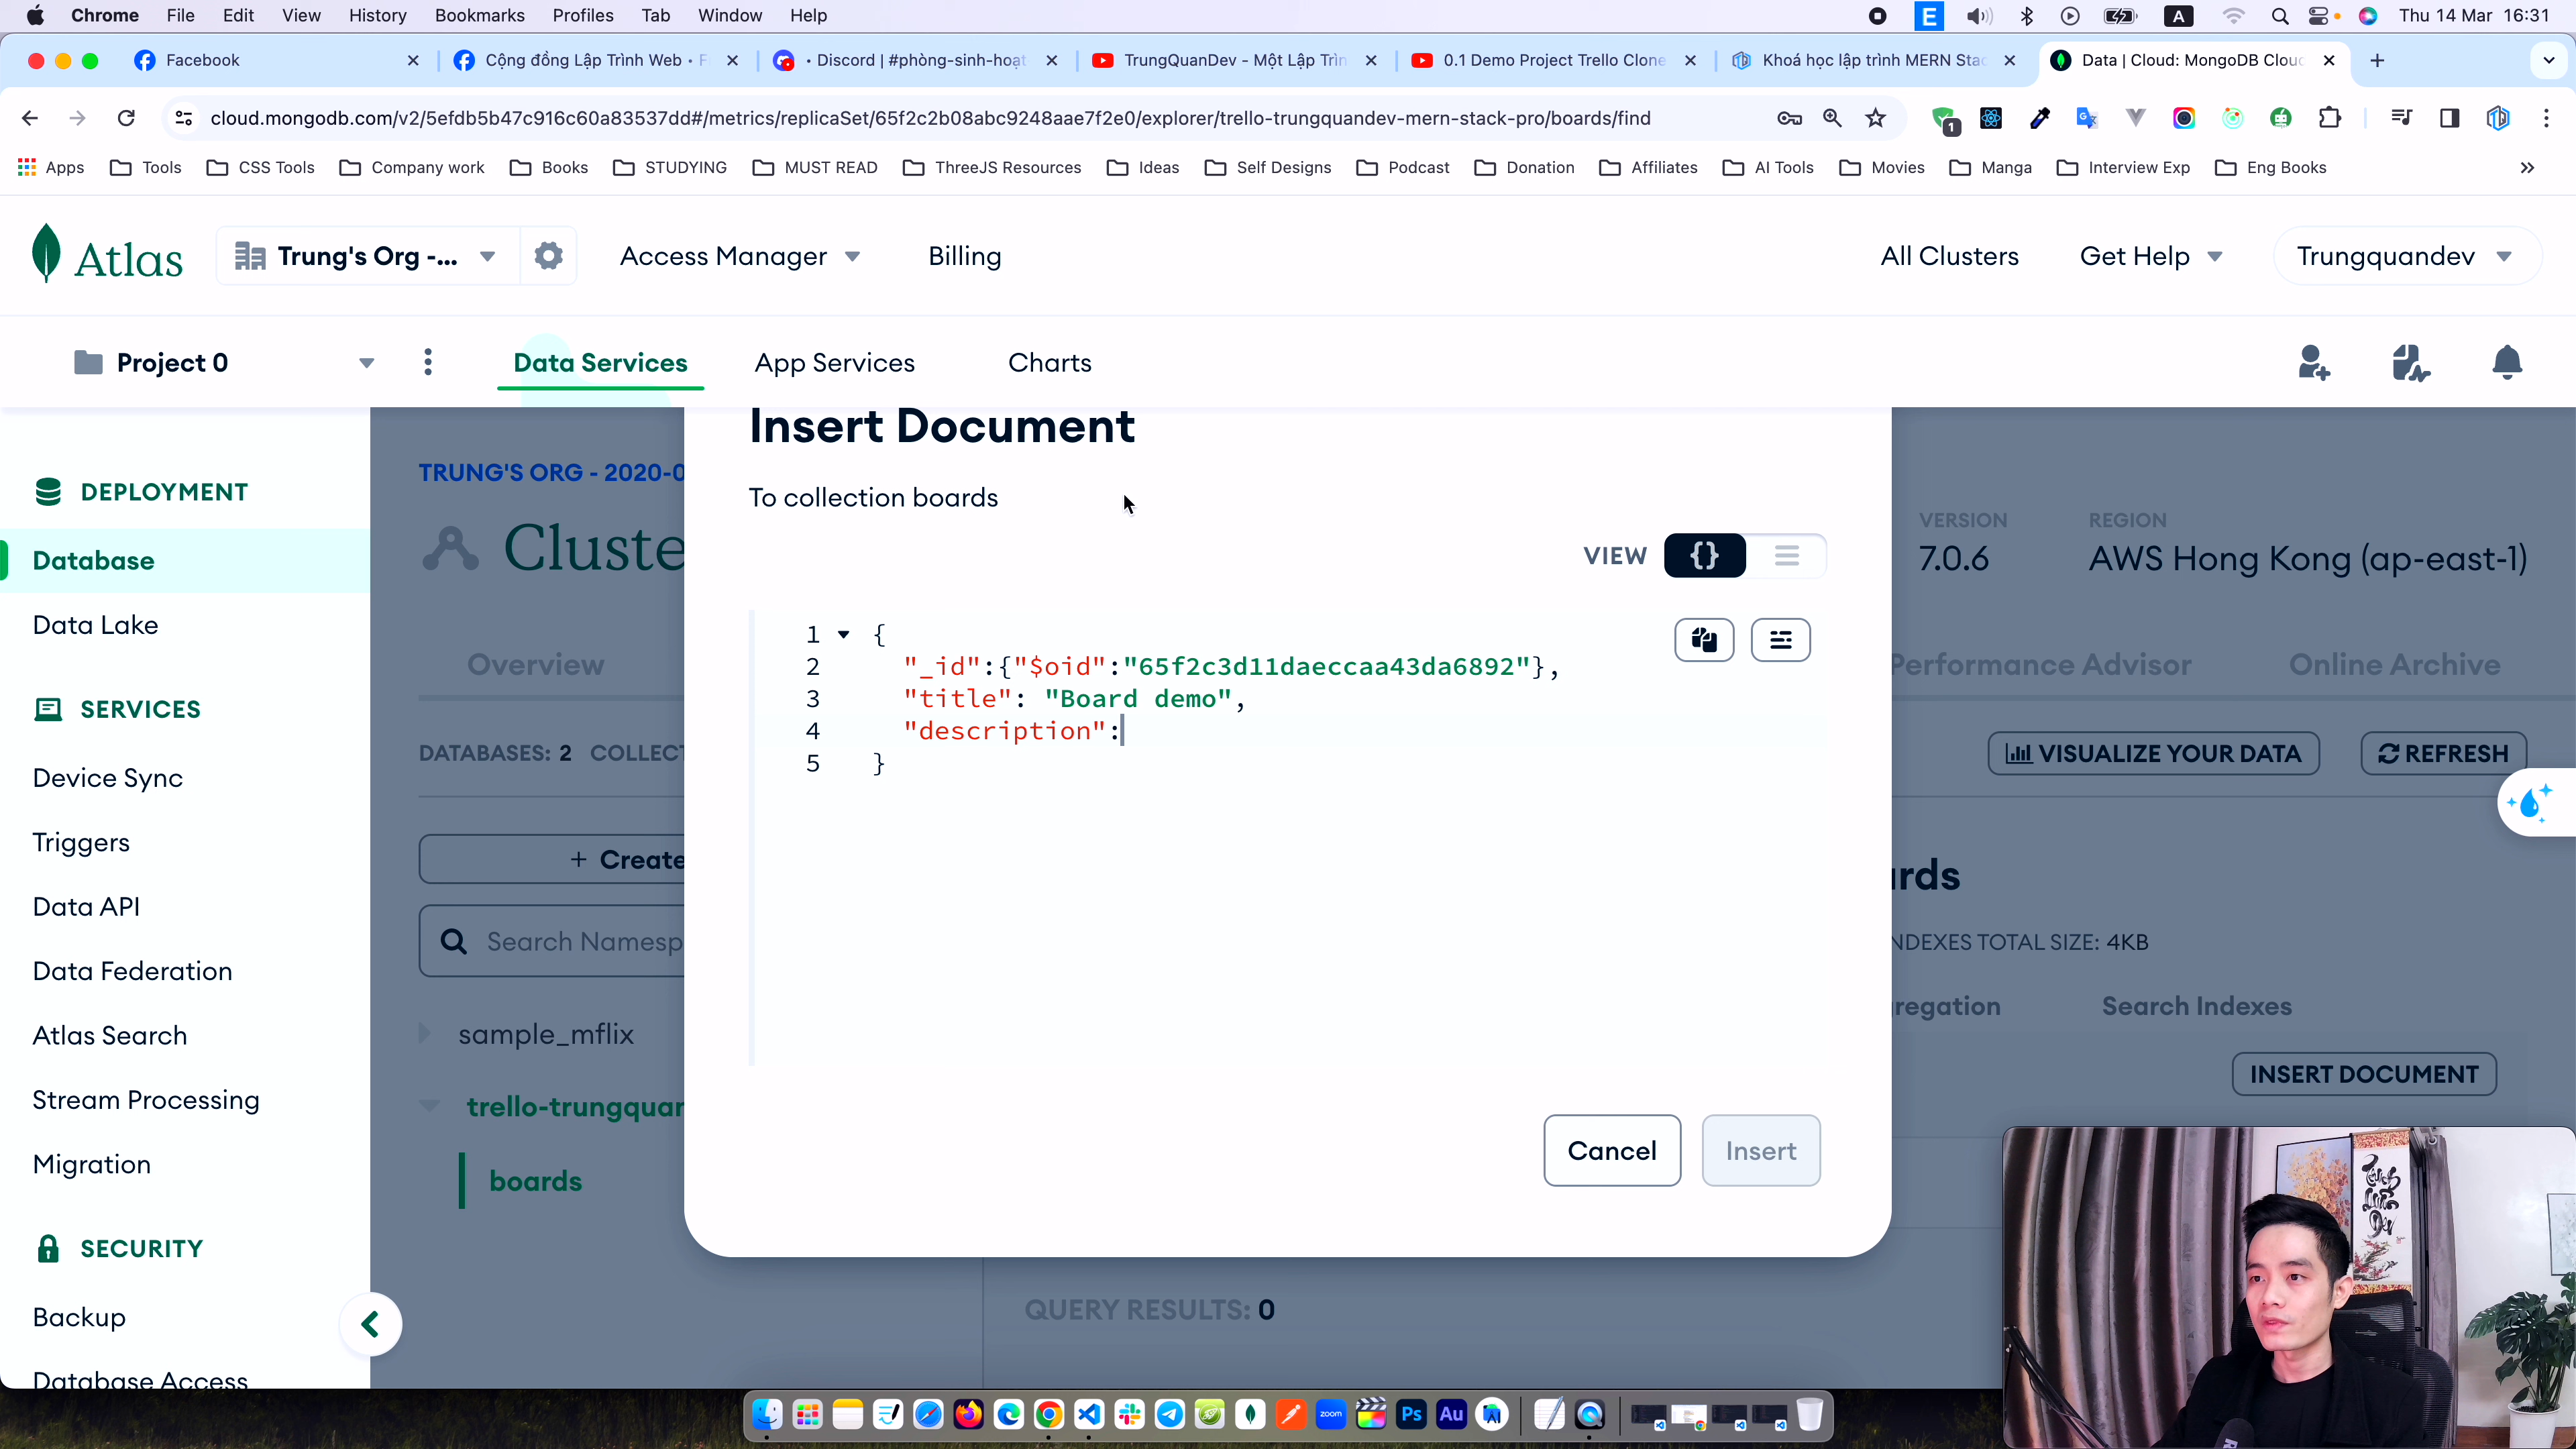 Chrome File Edit View History Bookmarks Profiles Tab Window Help
E A Thu 14 Mar 16:31
Facebook
Cộng đồng Lập Trình Web • F
• Discord | #phòng-sinh-hoạt
TrungQuanDev - Một Lập Trìn
0.1 Demo Project Trello Clone
Khoá học lập trình MERN Stac
Data | Cloud: MongoDB Clou
cloud.mongodb.com/v2/5efdb5b47c916c60a83537dd#/metrics/replicaSet/65f2c2b08abc9248aae7f2e0/explorer/trello-trungquandev-mern-stack-pro/boards/find
1
Apps Tools CSS Tools Company work Books STUDYING MUST READ ThreeJS Resources Ideas Self Designs Podcast Donation Affiliates AI Tools Movies Manga Interview Exp Eng Books
Atlas
Trung's Org -...
Access Manager
Billing
All Clusters
Get Help
Trungquandev
Project 0
Data Services
App Services
Charts
DEPLOYMENT
Database
Data Lake
SERVICES
Device Sync
Triggers
Data API
Data Federation
Atlas Search
Stream Processing
Migration
SECURITY
Backup
Database Access
TRUNG'S ORG - 2020-0
Cluste
VERSION
7.0.6
REGION
AWS Hong Kong (ap-east-1)
Overview
Performance Advisor
Online Archive
DATABASES: 2 COLLECT
VISUALIZE YOUR DATA
REFRESH
+ Create
Search Namesp
sample_mflix
trello-trungquan
boards
rds
NDEXES TOTAL SIZE: 4KB
regation
Search Indexes
INSERT DOCUMENT
QUERY RESULTS: 0
Insert Document
To collection boards
VIEW {}
1 {
2 "_id":{"$oid":"65f2c3d11daeccaa43da6892"},
3 "title": "Board demo",
4 "description":
5 }
Cancel
Insert
zoom Ps Au